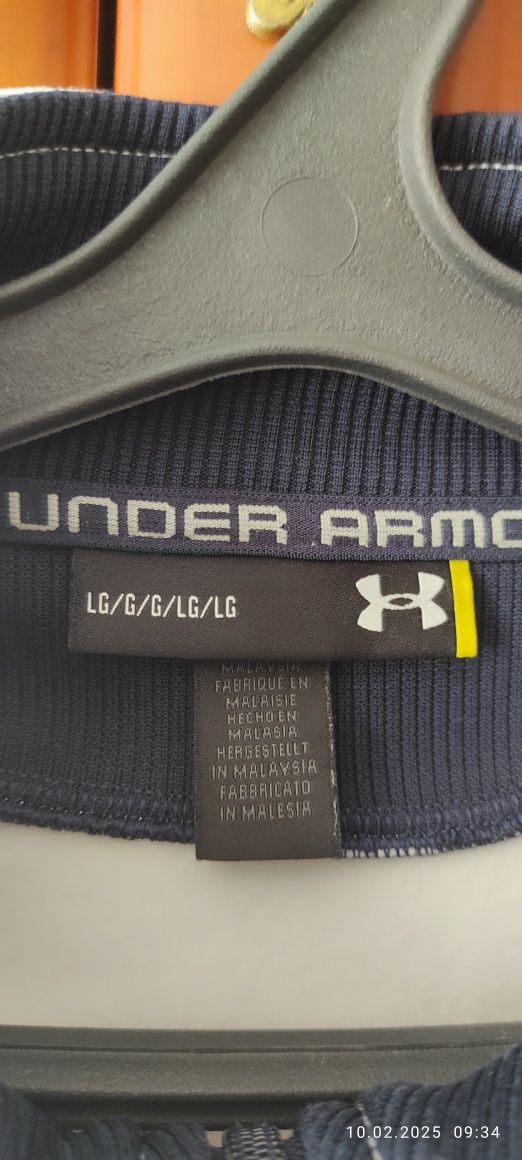 UNDER ARMO
LG/G/G/LG/LG
MALAYSIA
FABRIQUE EN
MALAISIE
HECHO EN
MALASIA
HERGESTELLT
IN MALAYSIA
FABBRICATO
IN MALESIA
10.02.2025 09:34